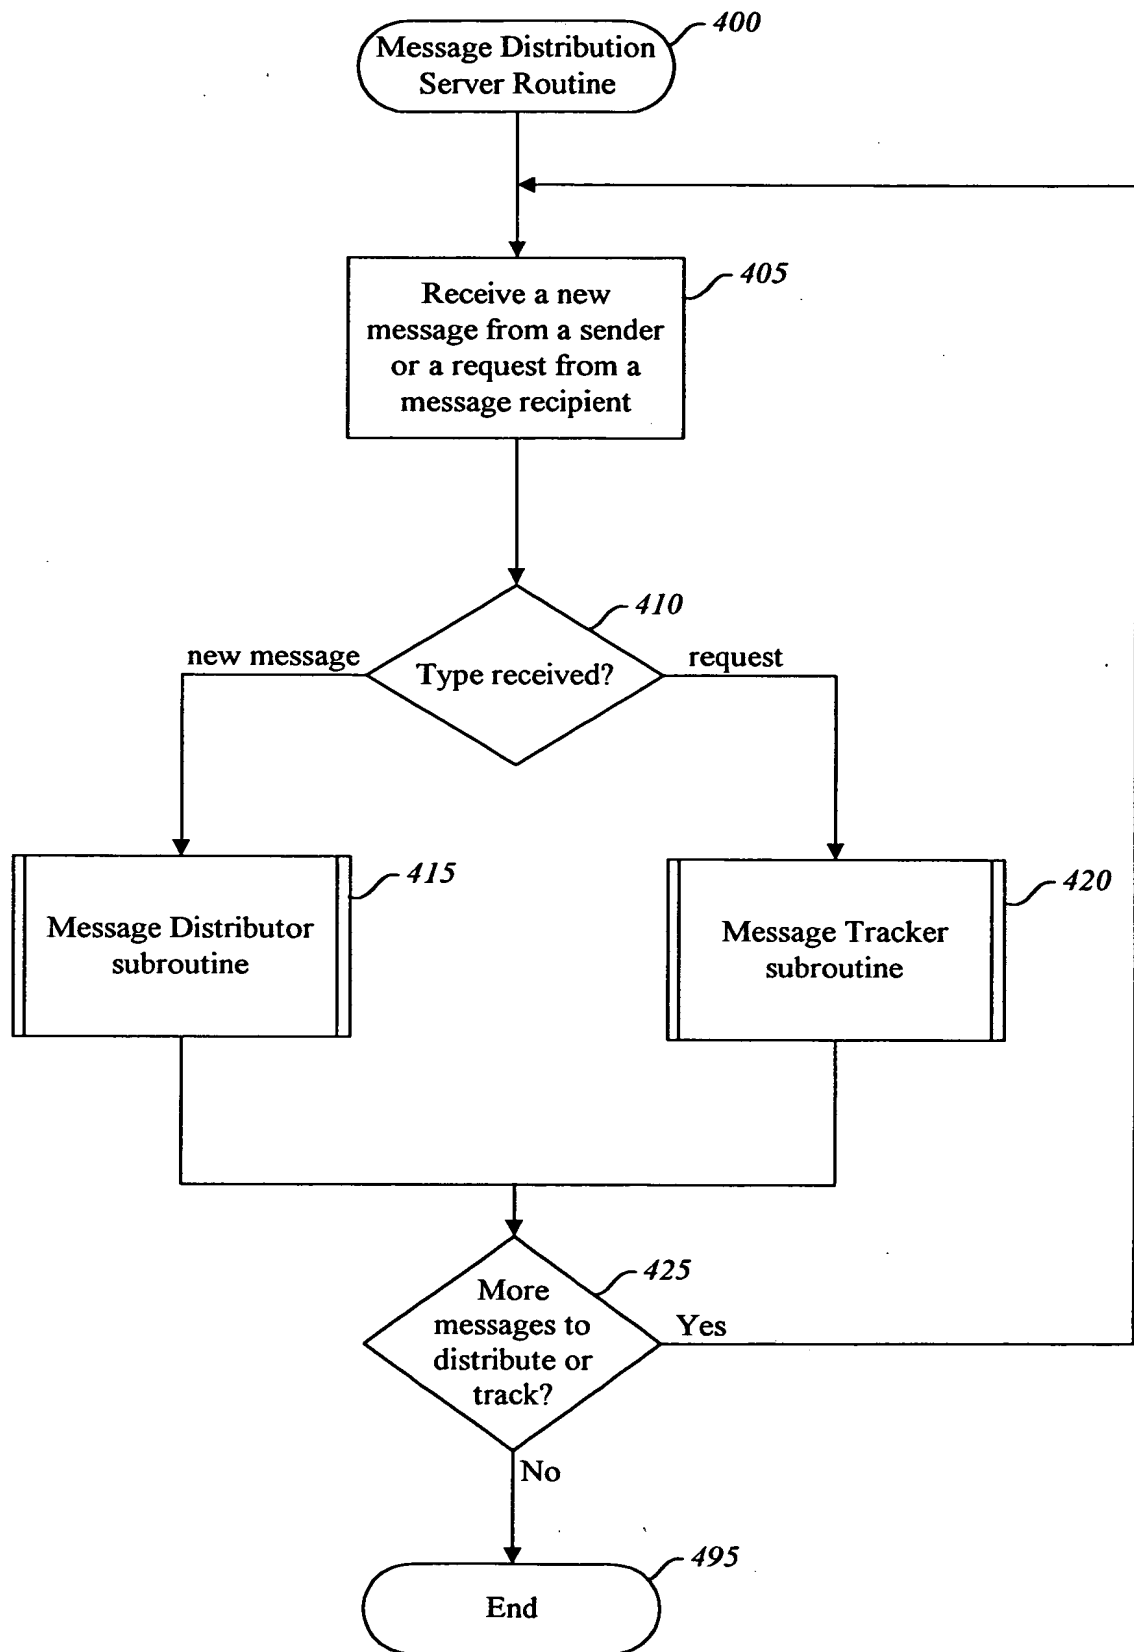 400
Message Distribution
Server Routine
405
Receive a new
message from a sender
or a request from a
message recipient
410
new message
Type received?
request
415
420
Message Distributor
subroutine
Message Tracker
subroutine
425
More
messages to
distribute or
track?
Yes
No
495
End